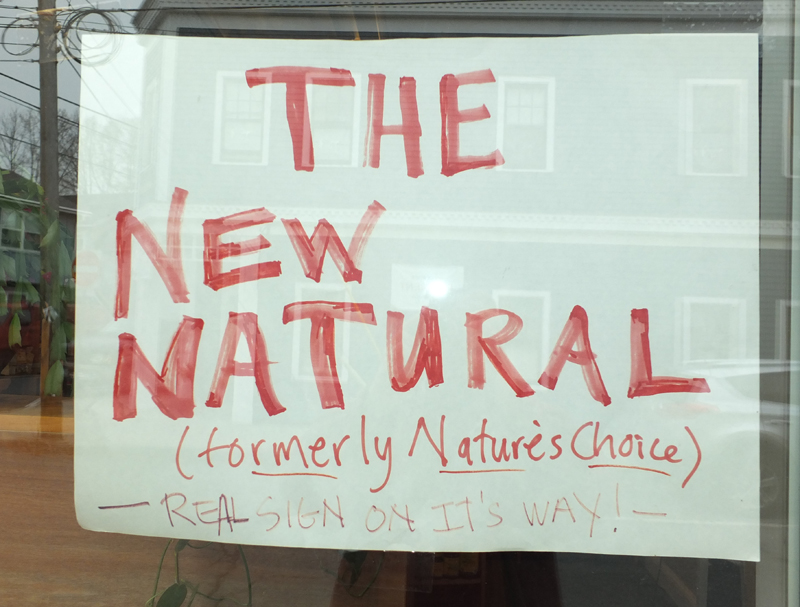 THE
NEW
NATURAL
(formerly Nature's Choice)
— REAL SIGN ON IT'S WAY! —